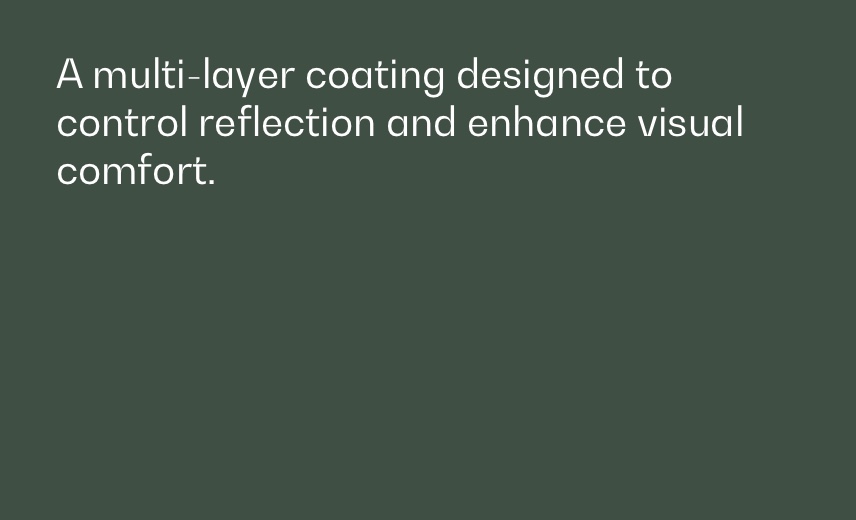 A multi-layer coating designed to
control reflection and enhance visual
comfort.